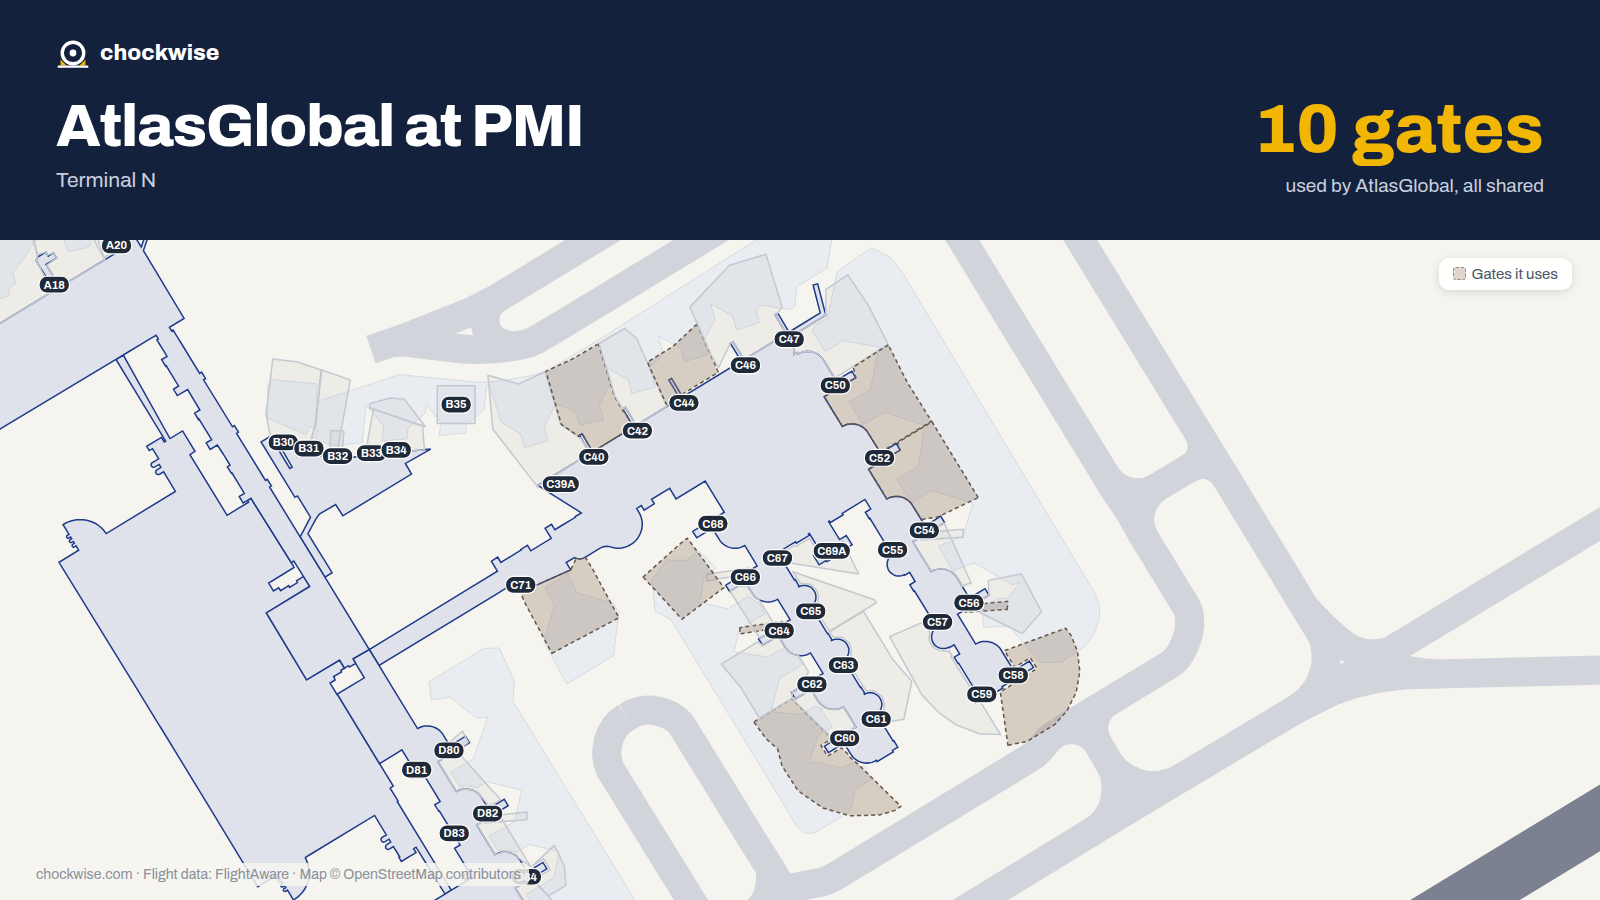 chockwise
AtlasGlobal at PMI
Terminal N
10 gates
used by AtlasGlobal, all shared
Gates it uses
A20
A18
C47
C46
C50
B35
C44
C42
B30
B31
B32
B33
B34
C40
C52
C39A
C68
C54
C55
C69A
C67
C66
C71
C56
C65
C57
C64
C63
C58
C62
C59
C61
C60
D80
D81
D82
D83
chockwise.com · Flight data: FlightAware · Map © OpenStreetMap contributors